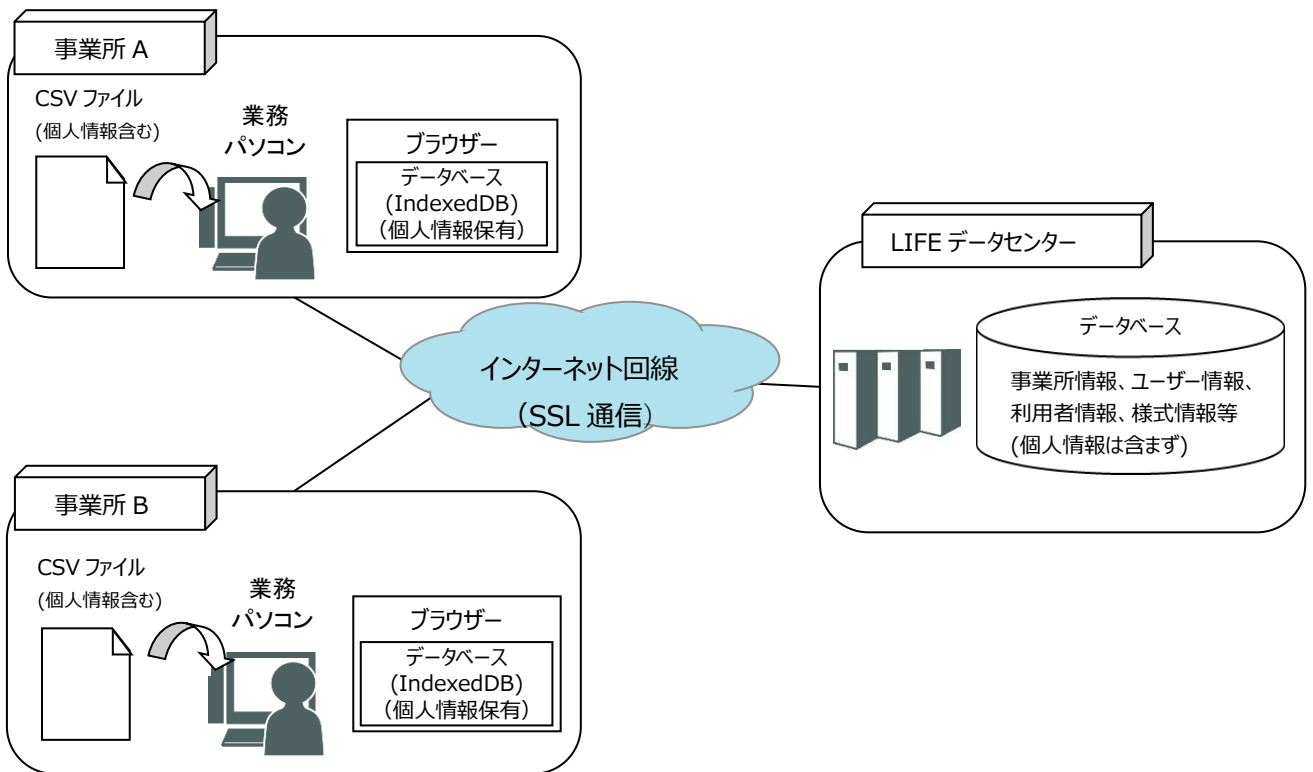 事業所 A
CSV ファイル
(個人情報含む)
業務
パソコン
ブラウザー
データベース
(IndexedDB)
(個人情報保有)
インターネット回線
(SSL 通信)
LIFE データセンター
データベース
事業所情報、ユーザー情報、
利用者情報、様式情報等
(個人情報は含まず)
事業所 B
CSV ファイル
(個人情報含む)
業務
パソコン
ブラウザー
データベース
(IndexedDB)
(個人情報保有)